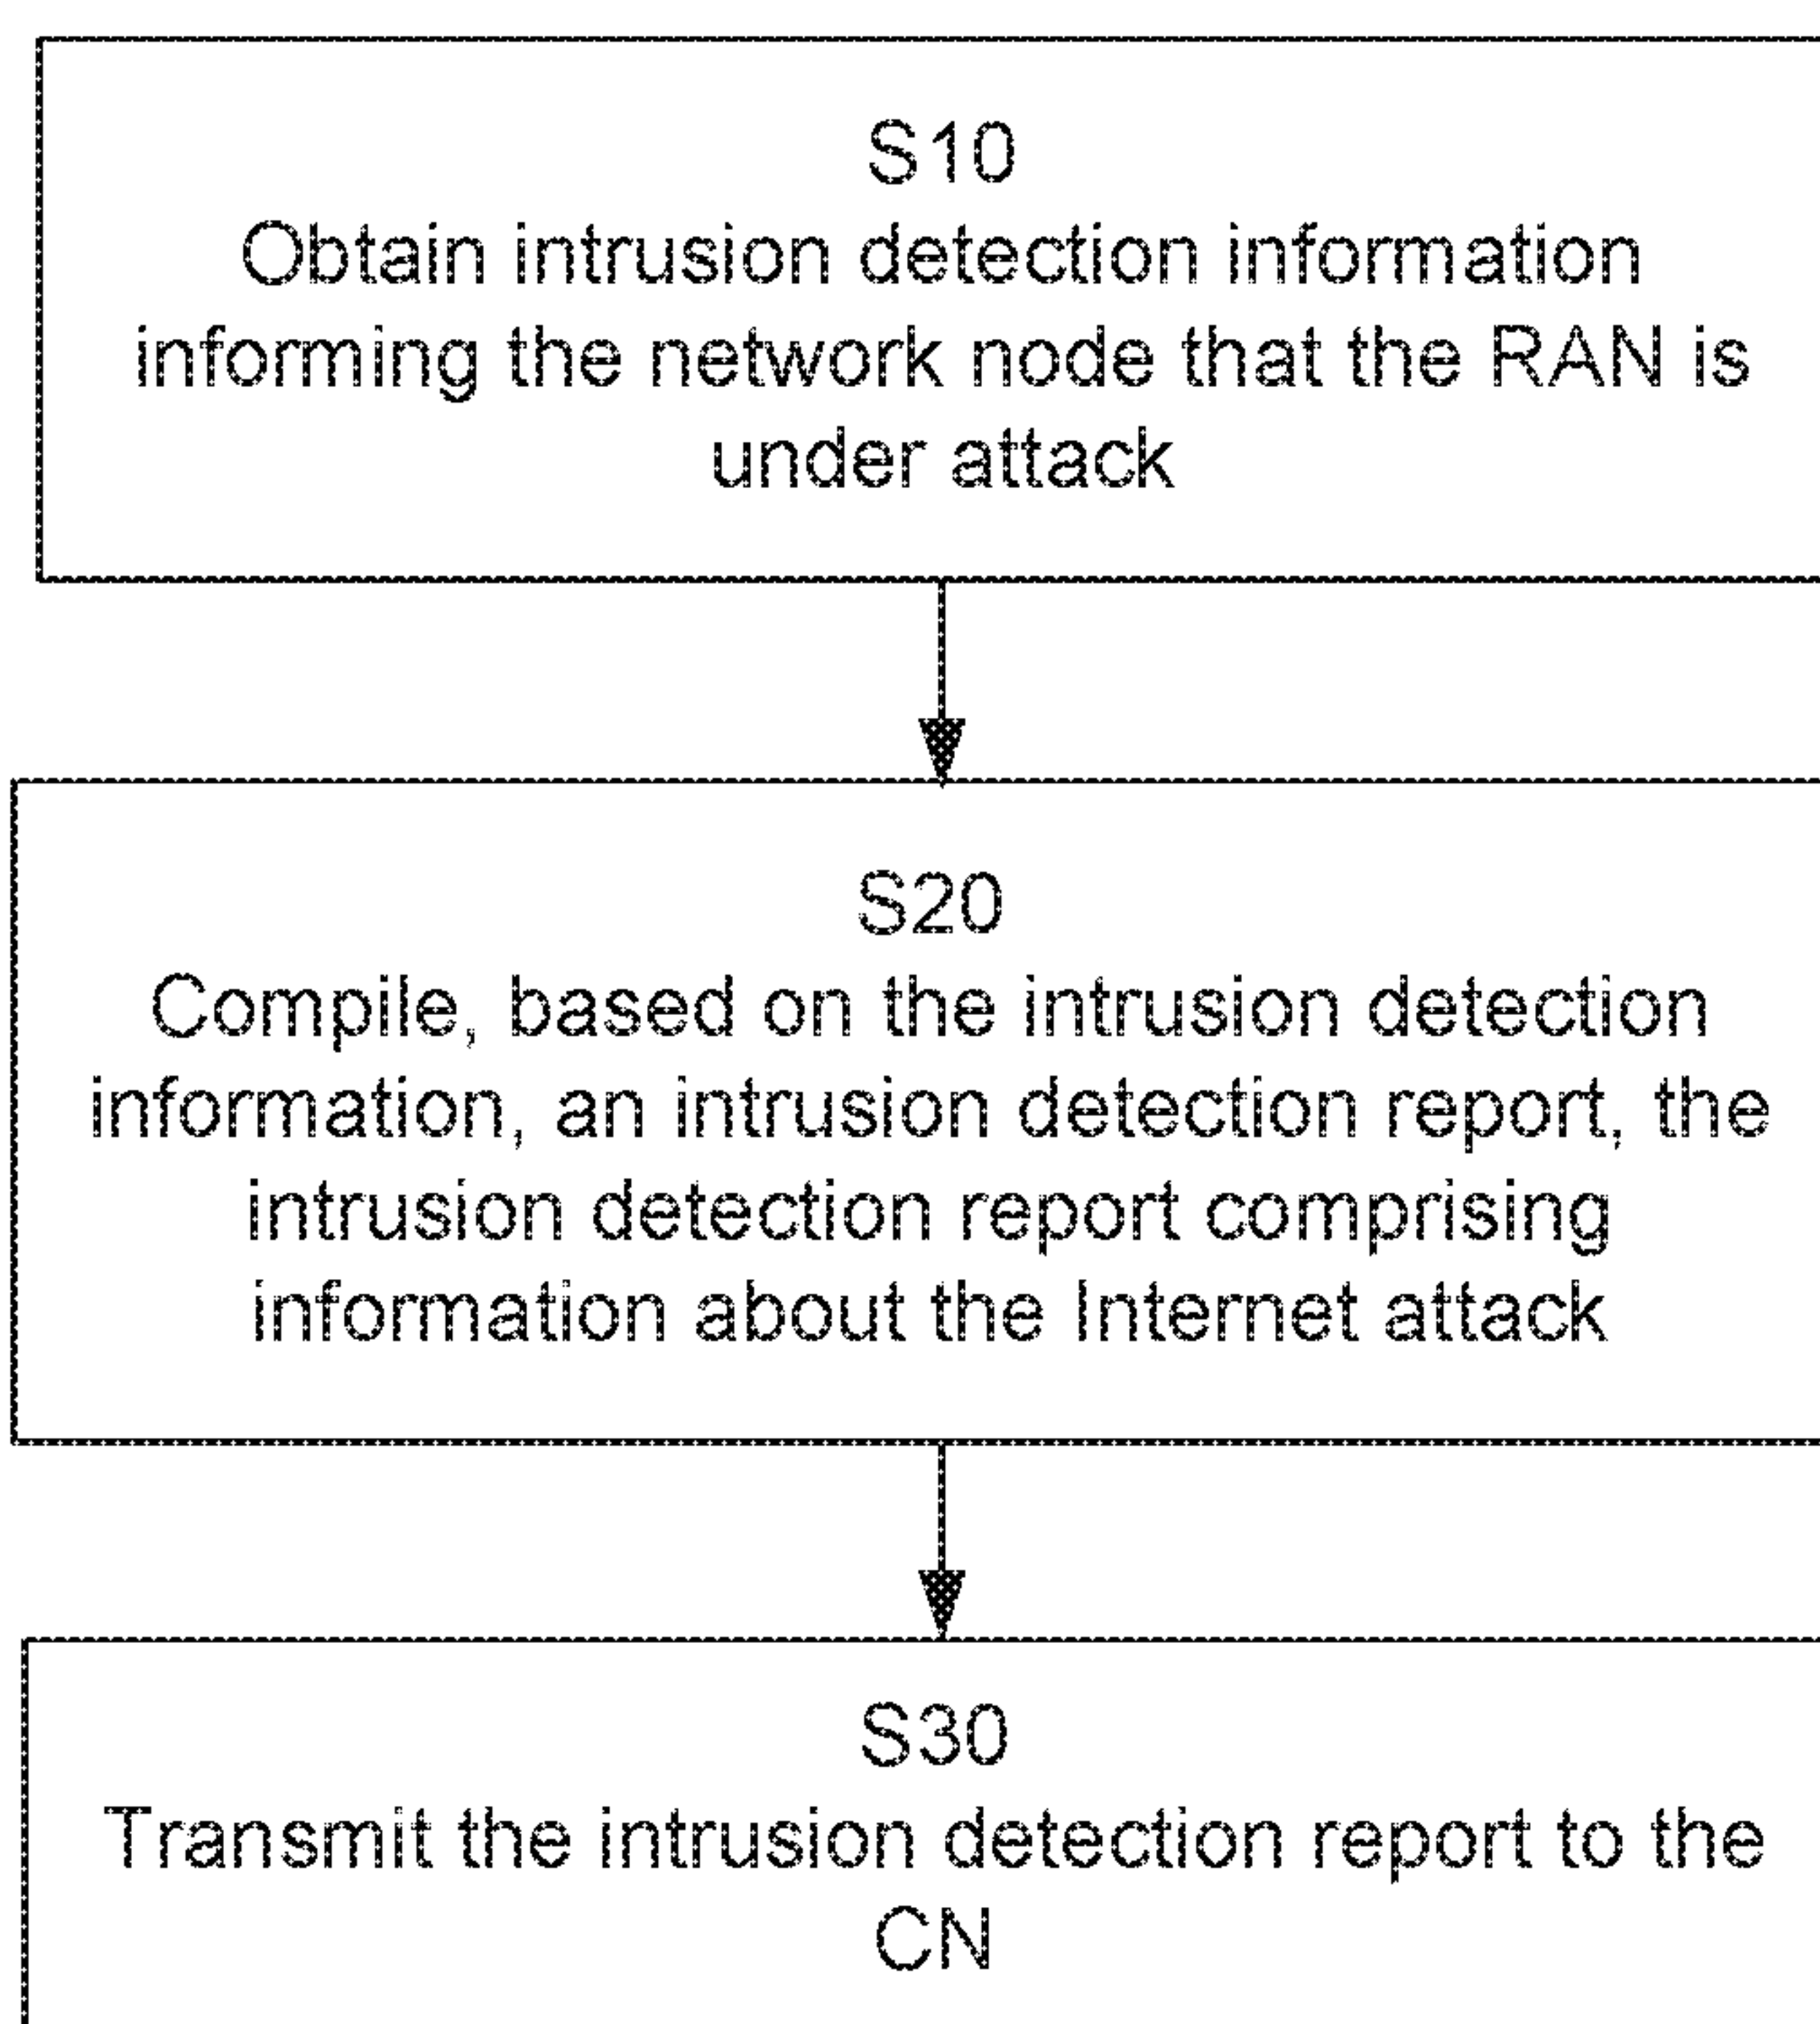 S10
Obtain intrusion detection information
informing the network node that the RAN is
under attack
S20
Compile, based on the intrusion detection
information, an intrusion detection report, the
intrusion detection report comprising
information about the Internet attack
S30
Transmit the intrusion detection report to the
CN